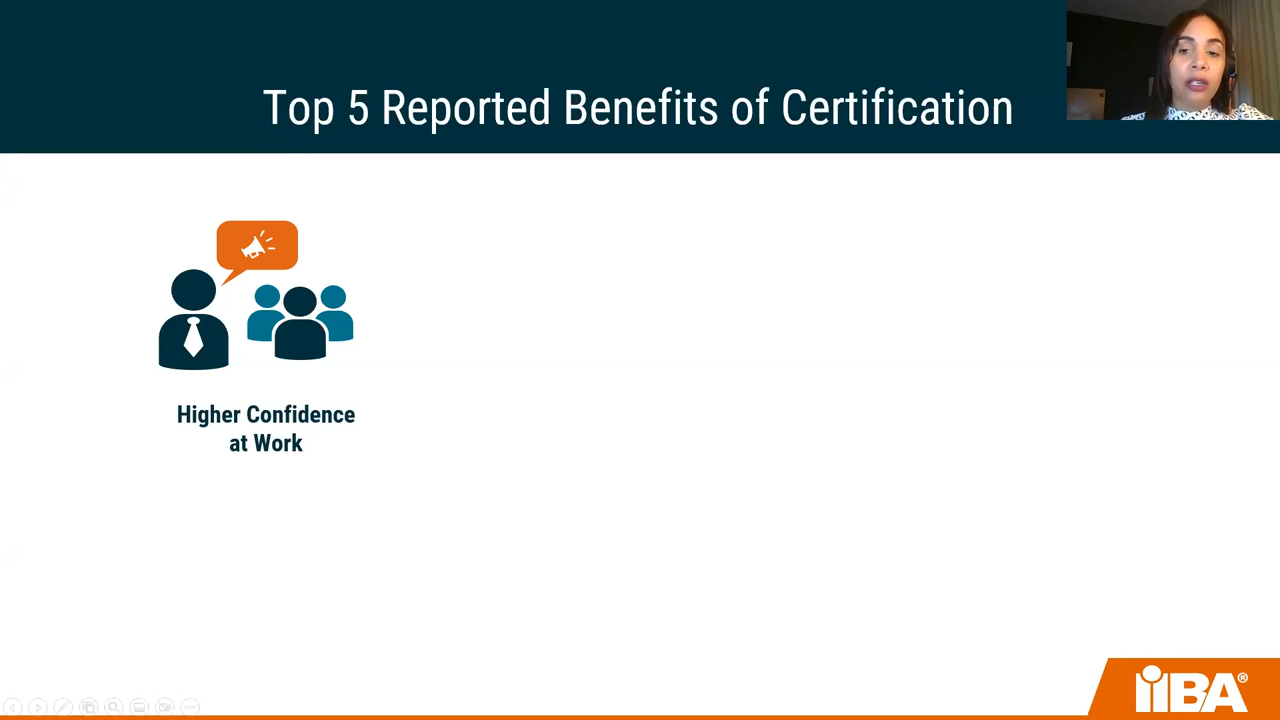 Top 5 Reported Benefits of Certification
Higher Confidence
at Work
iiBA®